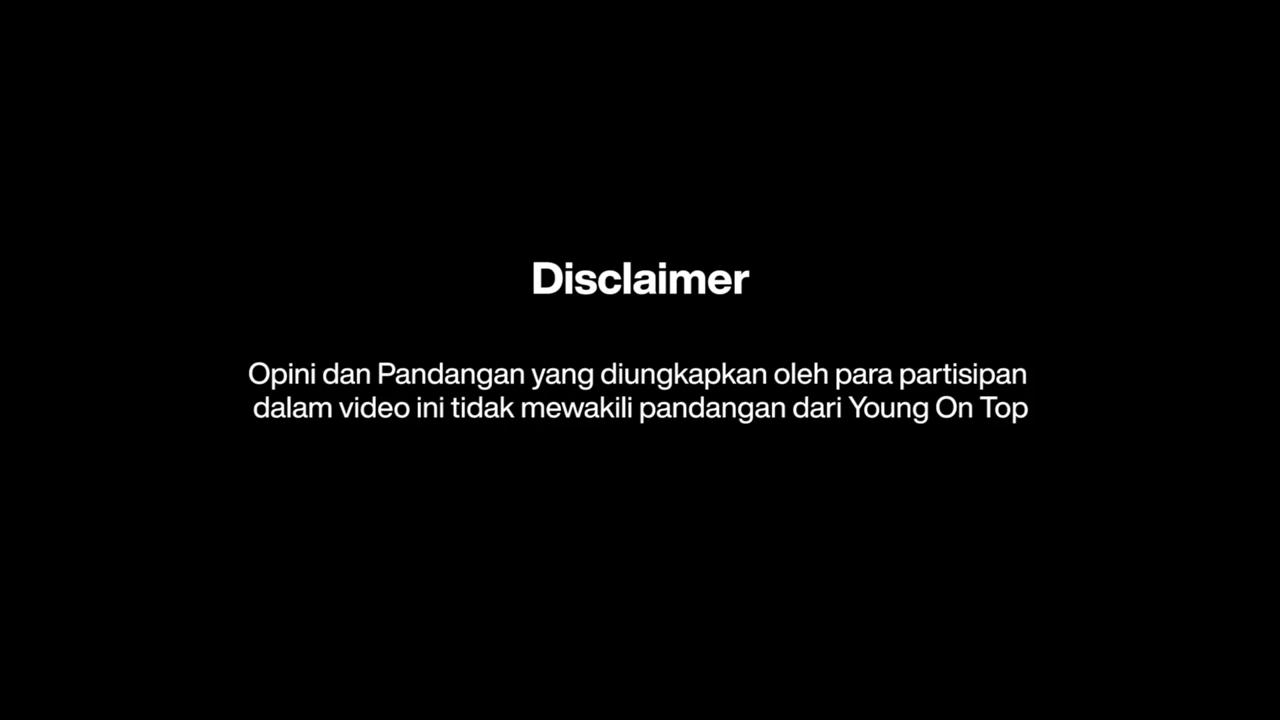 Disclaimer
Opini dan Pandangan yang diungkapkan oleh para partisipan
dalam video ini tidak mewakili pandangan dari Young On Top